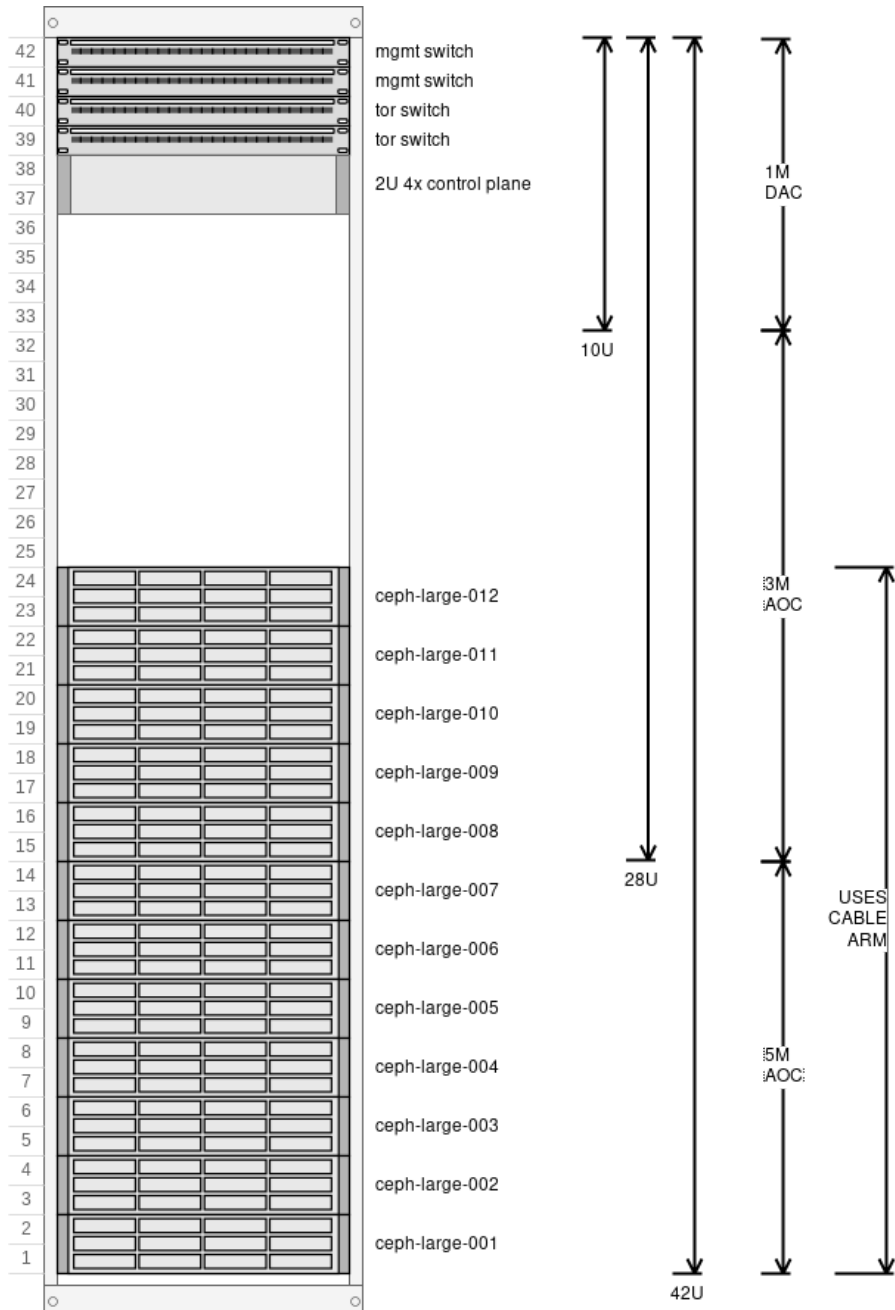 42
mgmt switch
41
mgmt switch
40
tor switch
39
tor switch
38
2U 4x control plane
37
1M
DAC
36
35
34
33
10U
32
31
30
29
28
27
26
25
24
3M
AOC
ceph-large-012
23
22
ceph-large-011
21
20
ceph-large-010
19
18
ceph-large-009
17
16
ceph-large-008
15
28U
14
ceph-large-007
13
USES
CABLE
ARM
12
ceph-large-006
11
10
ceph-large-005
9
8
ceph-large-004
7
5M
AOC
6
ceph-large-003
5
4
ceph-large-002
3
2
ceph-large-001
1
42U